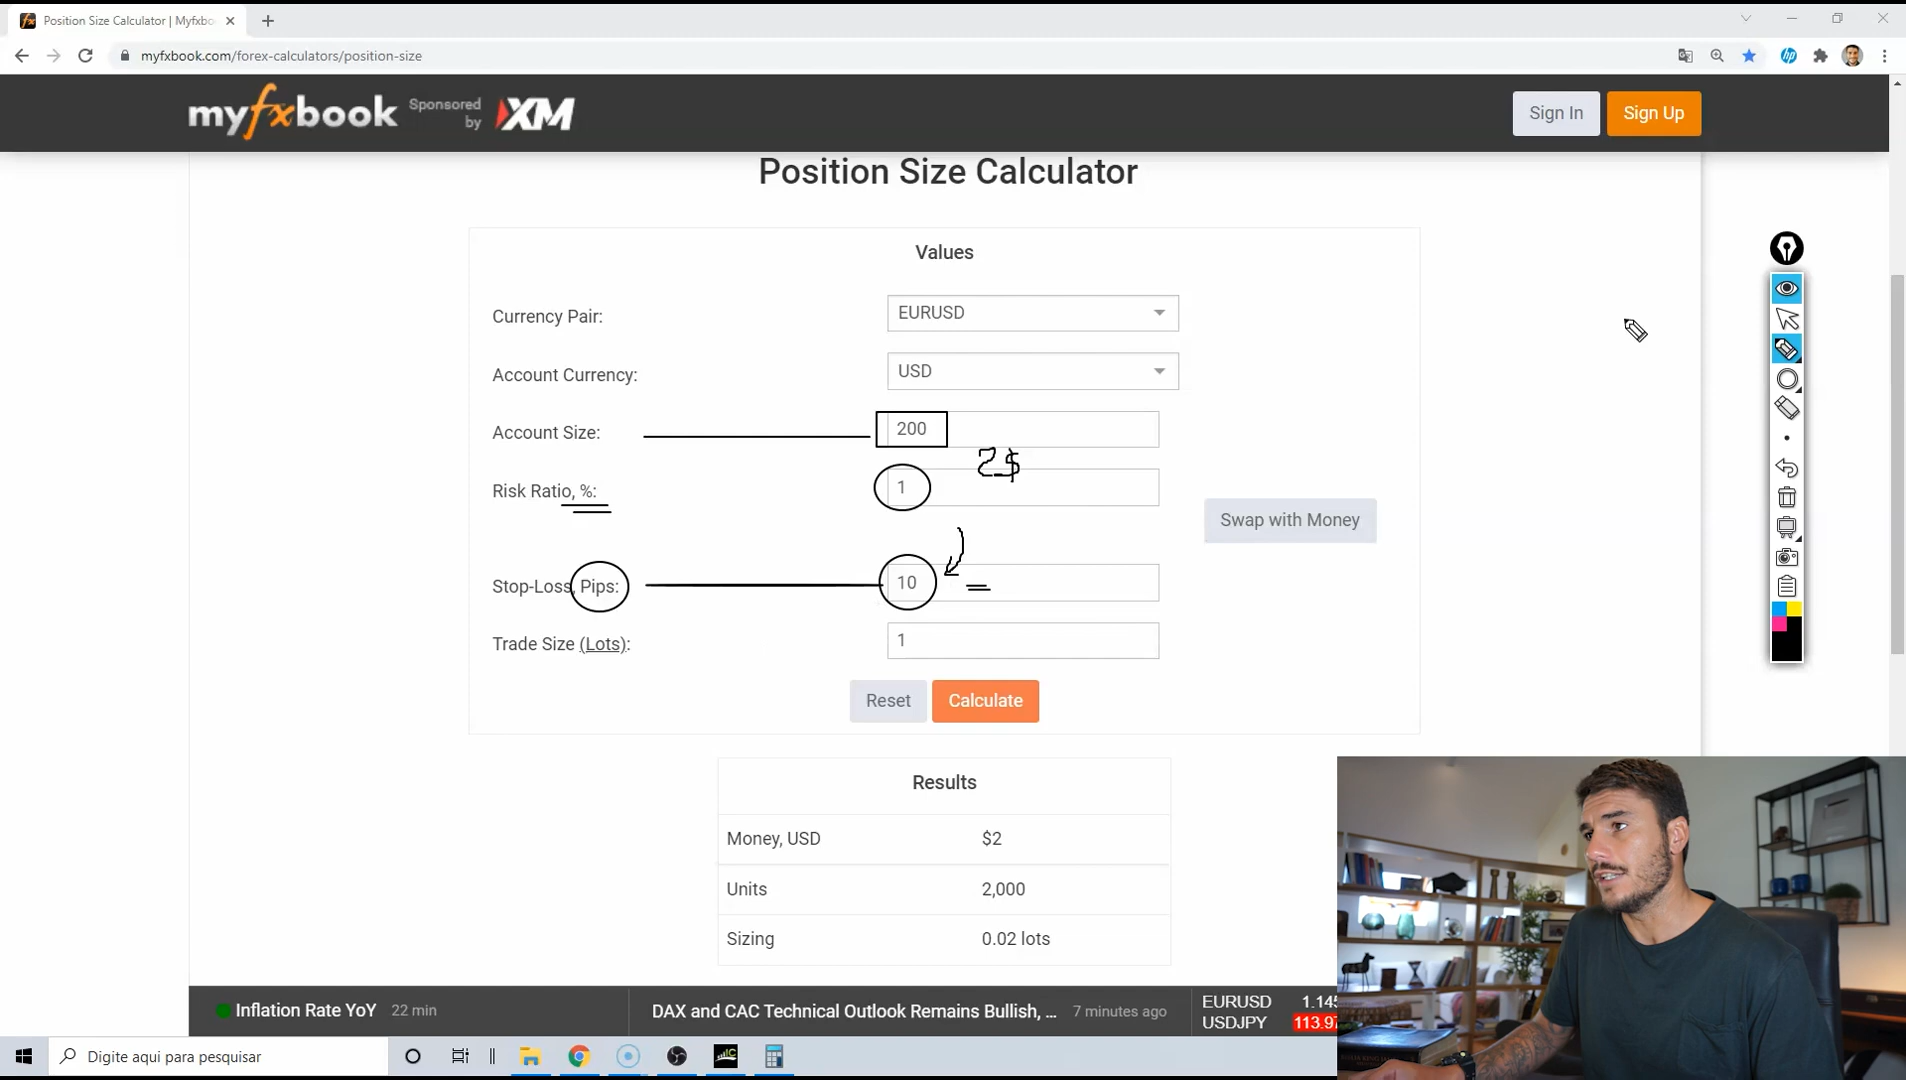 Position Size Calculator | Myfxbo
myfxbook.com/forex-calculators/position-size
myfxbook Sponsored by XM
Sign In Sign Up
Position Size Calculator
Values
Currency Pair: EURUSD
Account Currency: USD
Account Size: 200
2$
Risk Ratio, %: 1
Swap with Money
Stop-Loss, Pips: 10
Trade Size (Lots): 1
Reset Calculate
Results
Money, USD $2
Units 2,000
Sizing 0.02 lots
Inflation Rate YoY 22 min DAX and CAC Technical Outlook Remains Bullish, ... 7 minutes ago
EURUSD 1.145
USDJPY 113.97
Digite aqui para pesquisar